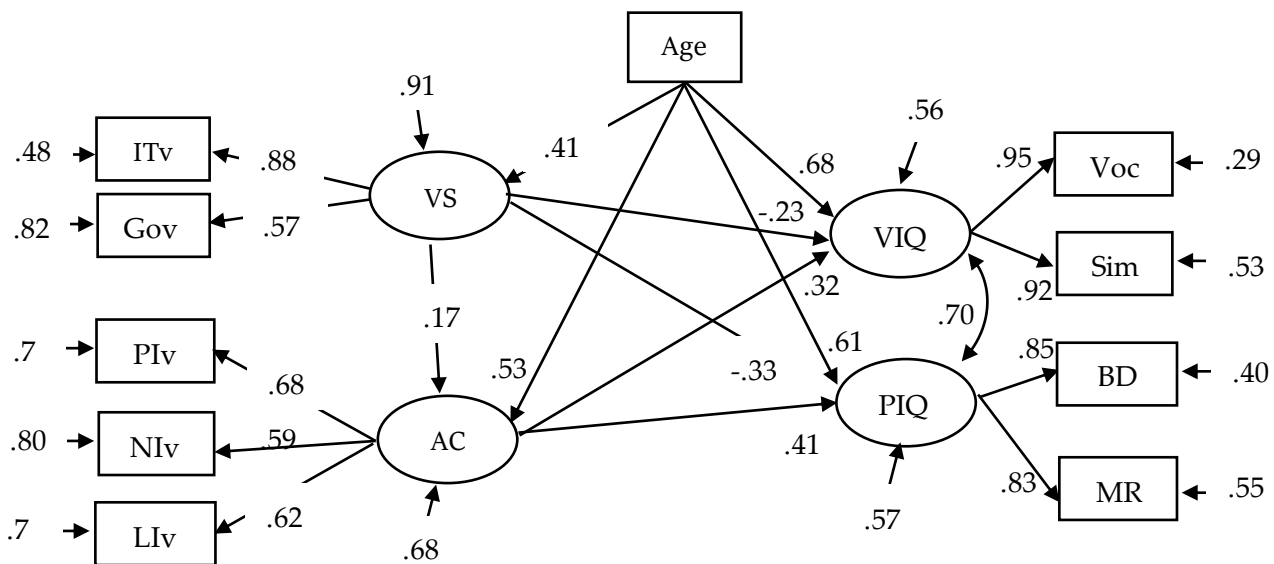 Age
.91
.56
.48
ITv
.88
.41
.68
.95
Voc
.29
VS
.82
Gov
.57
-.23
VIQ
Sim
.53
.92
.32
.17
.70
.7
PIv
.68
.53
-.33
.61
.85
BD
.40
PIQ
.80
NIv
.59
AC
.41
.83
MR
.55
.7
LIv
.62
.68
.57